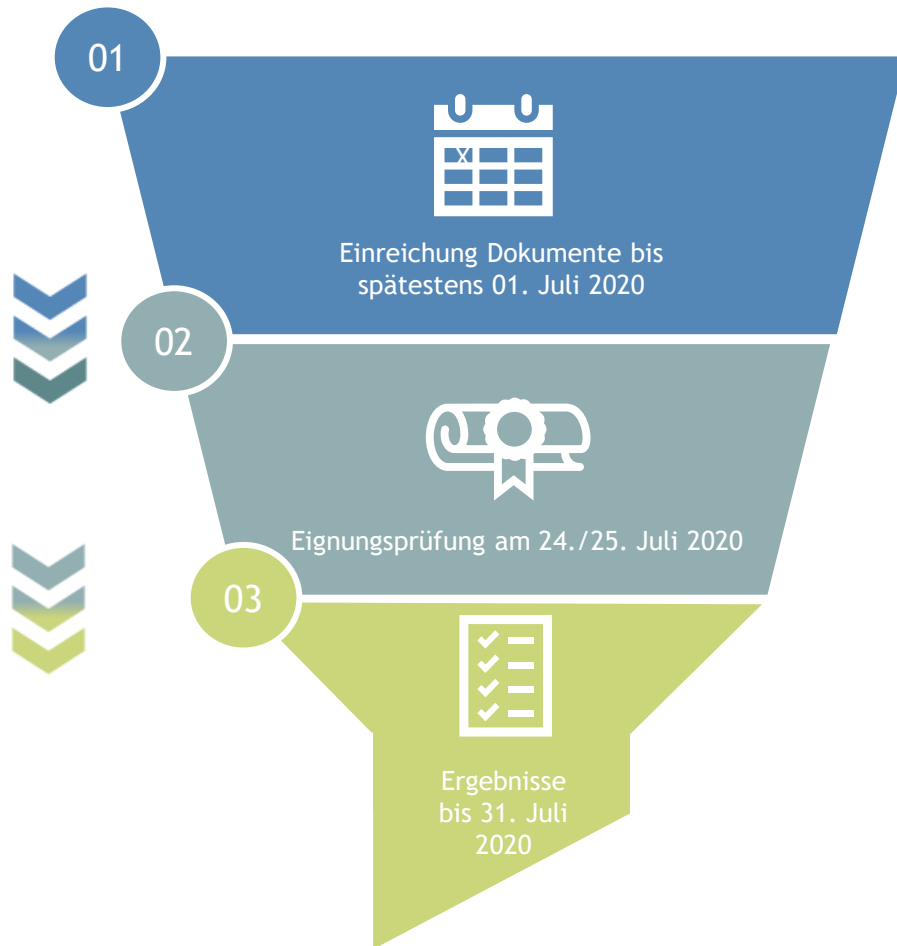 01
Einreichung Dokumente bis
spätestens 01. Juli 2020
02
Eignungsprüfung am 24./25. Juli 2020
03
Ergebnisse
bis 31. Juli
2020